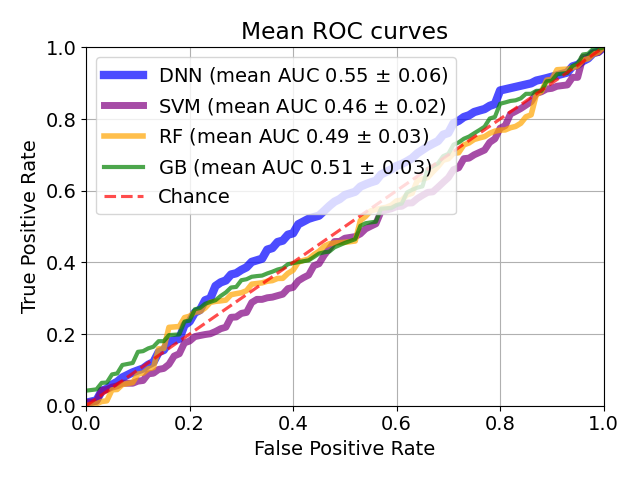 Mean ROC curves
1.0
0.8
0.6
0.4
0.2
0.0
True Positive Rate
DNN (mean AUC 0.55 ± 0.06)
SVM (mean AUC 0.46 ± 0.02)
RF (mean AUC 0.49 ± 0.03)
GB (mean AUC 0.51 ± 0.03)
Chance
0.0 0.2 0.4 0.6 0.8 1.0
False Positive Rate